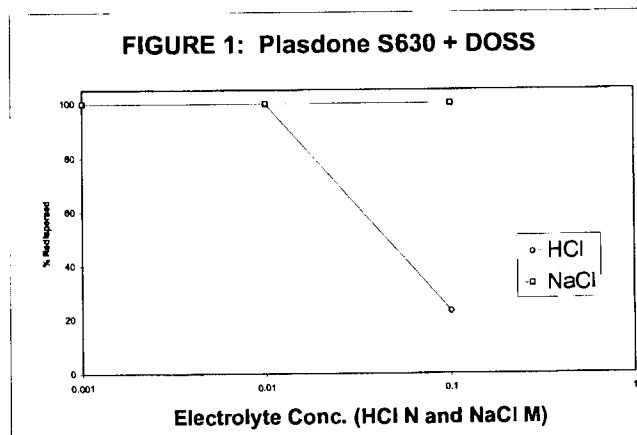 FIGURE 1: Plasdone S630 + DOSS
100
80
60
40
20
0
% Redispersed
0.001
0.01
0.1
1
HCl
NaCl
Electrolyte Conc. (HCl N and NaCl M)